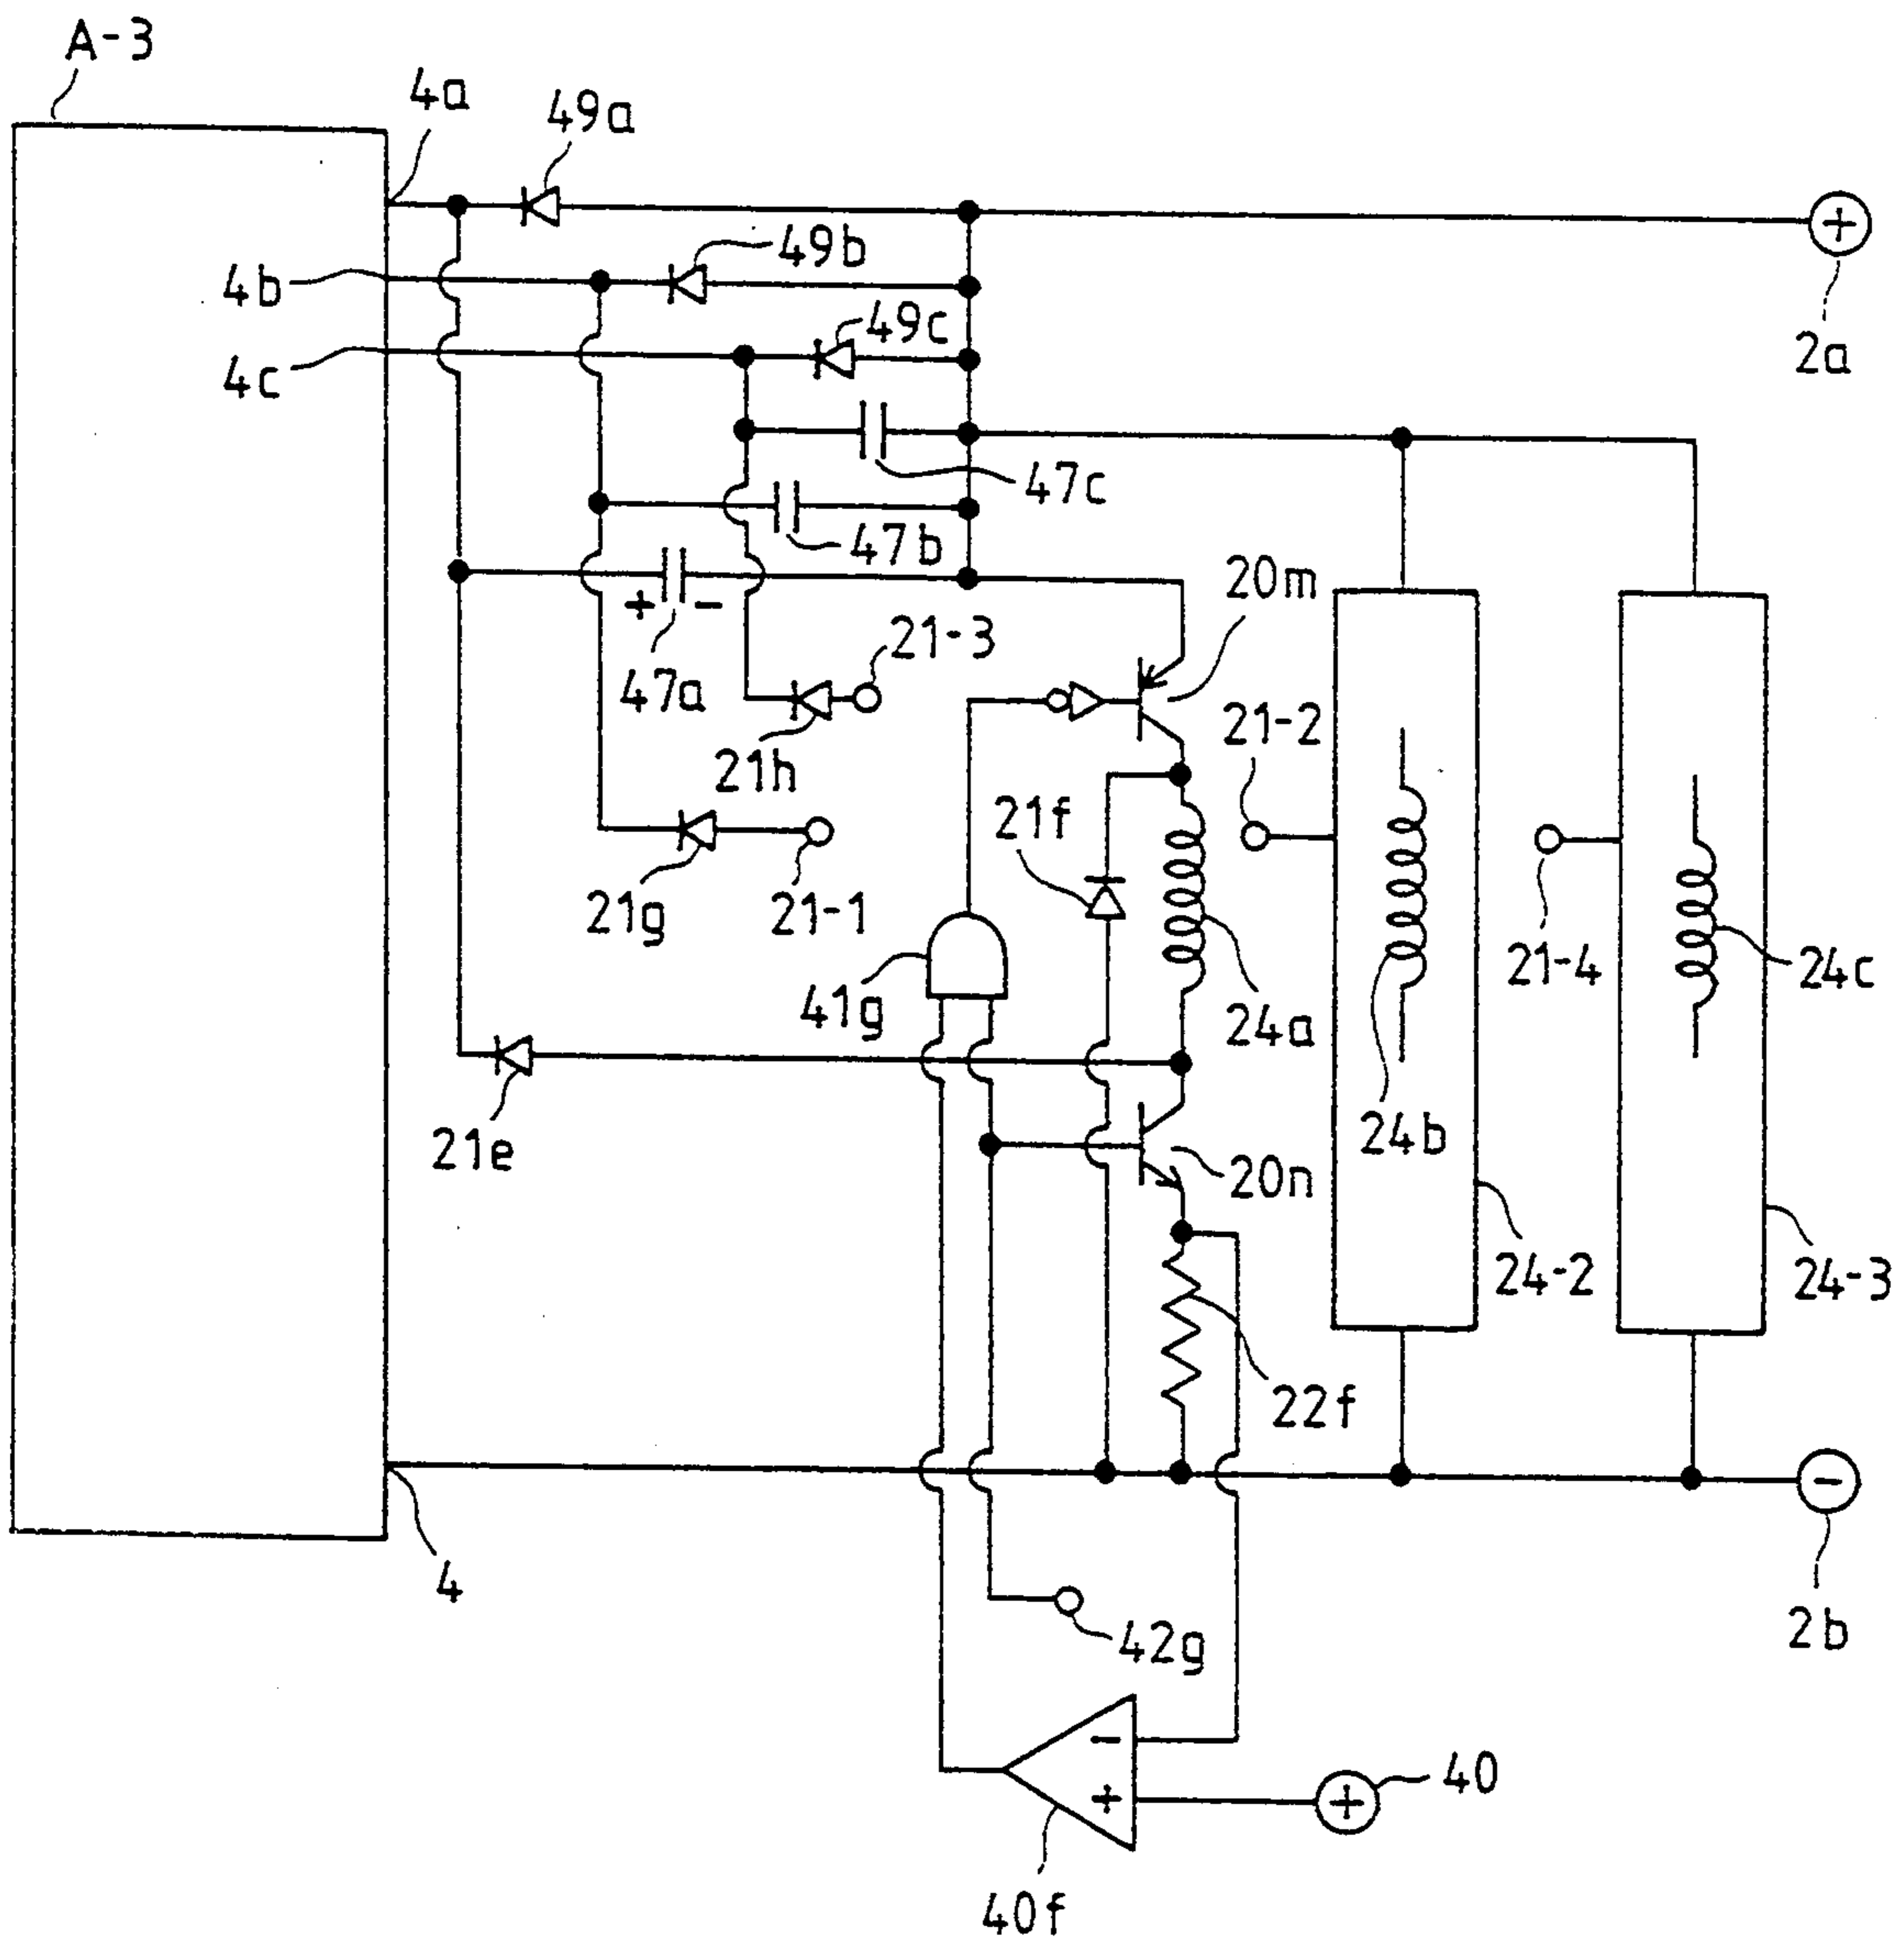 A-3
4a
49a
49b
4b
49c
4c
+
2a
47c
47b
20m
+ -
21-3
47a
21-2
21h
21f
21g
21-1
21-4
24c
41g
24a
24b
21e
20n
24-2
24-3
22f
-
4
2b
42g
-
+
+
40
40f